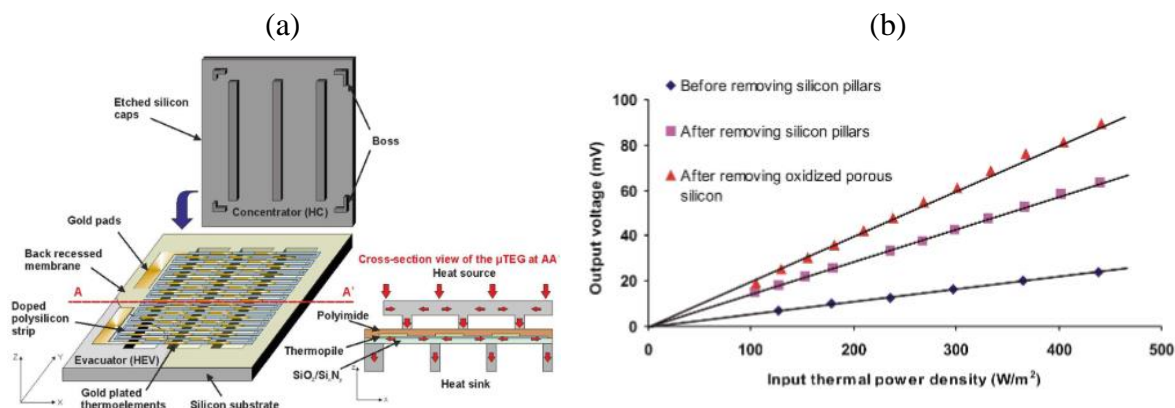 (a)
Etched silicon
caps
Boss
Concentrator (HC)
Gold pads
Back recessed
membrane
A
A'
Doped
polysilicon
strip
Evacuator (HEV)
Gold plated
thermoelements
Silicon substrate
Z
Y
X
Cross-section view of the µTEG at AA'
Heat source
Polyimide
Thermopile
Heat sink
z
x
(b)
Before removing silicon pillars
After removing silicon pillars
After removing oxidized porous
silicon
Output voltage (mV)
100
80
60
40
20
0
0
100
200
300
400
500
Input thermal power density (W/m²)